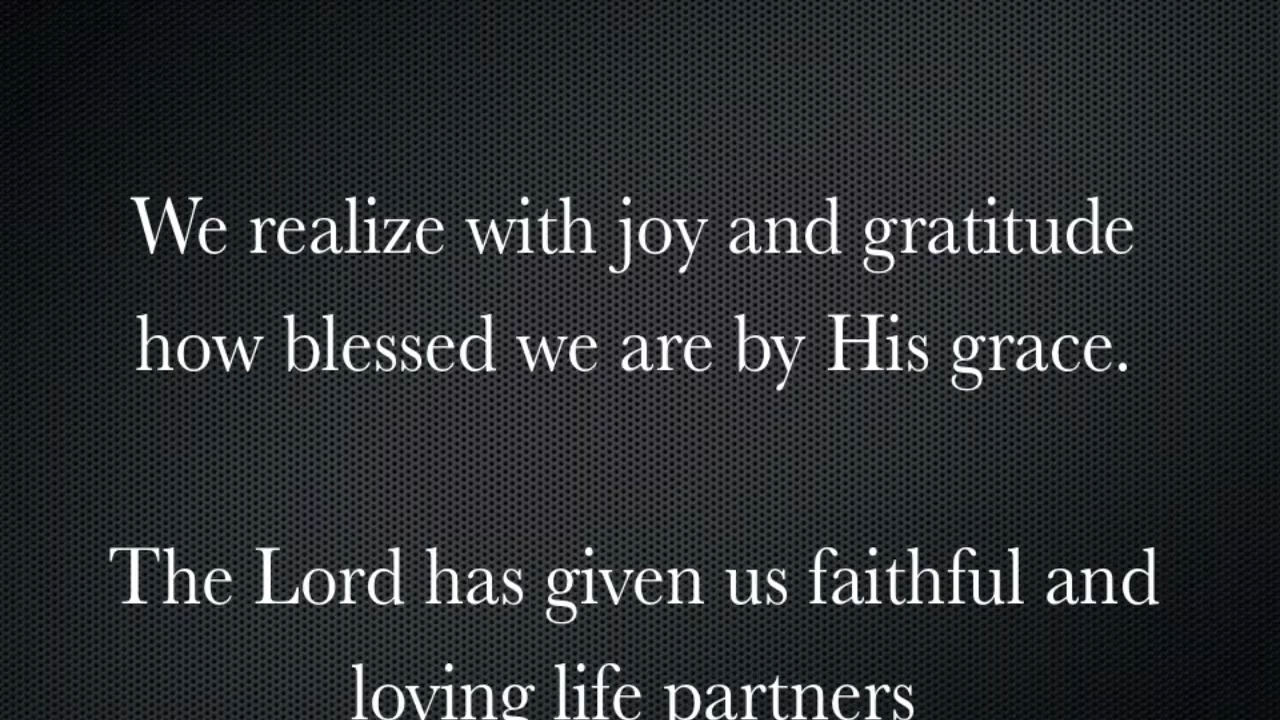 We realize with joy and gratitude
how blessed we are by His grace.
The Lord has given us faithful and
loving life partners